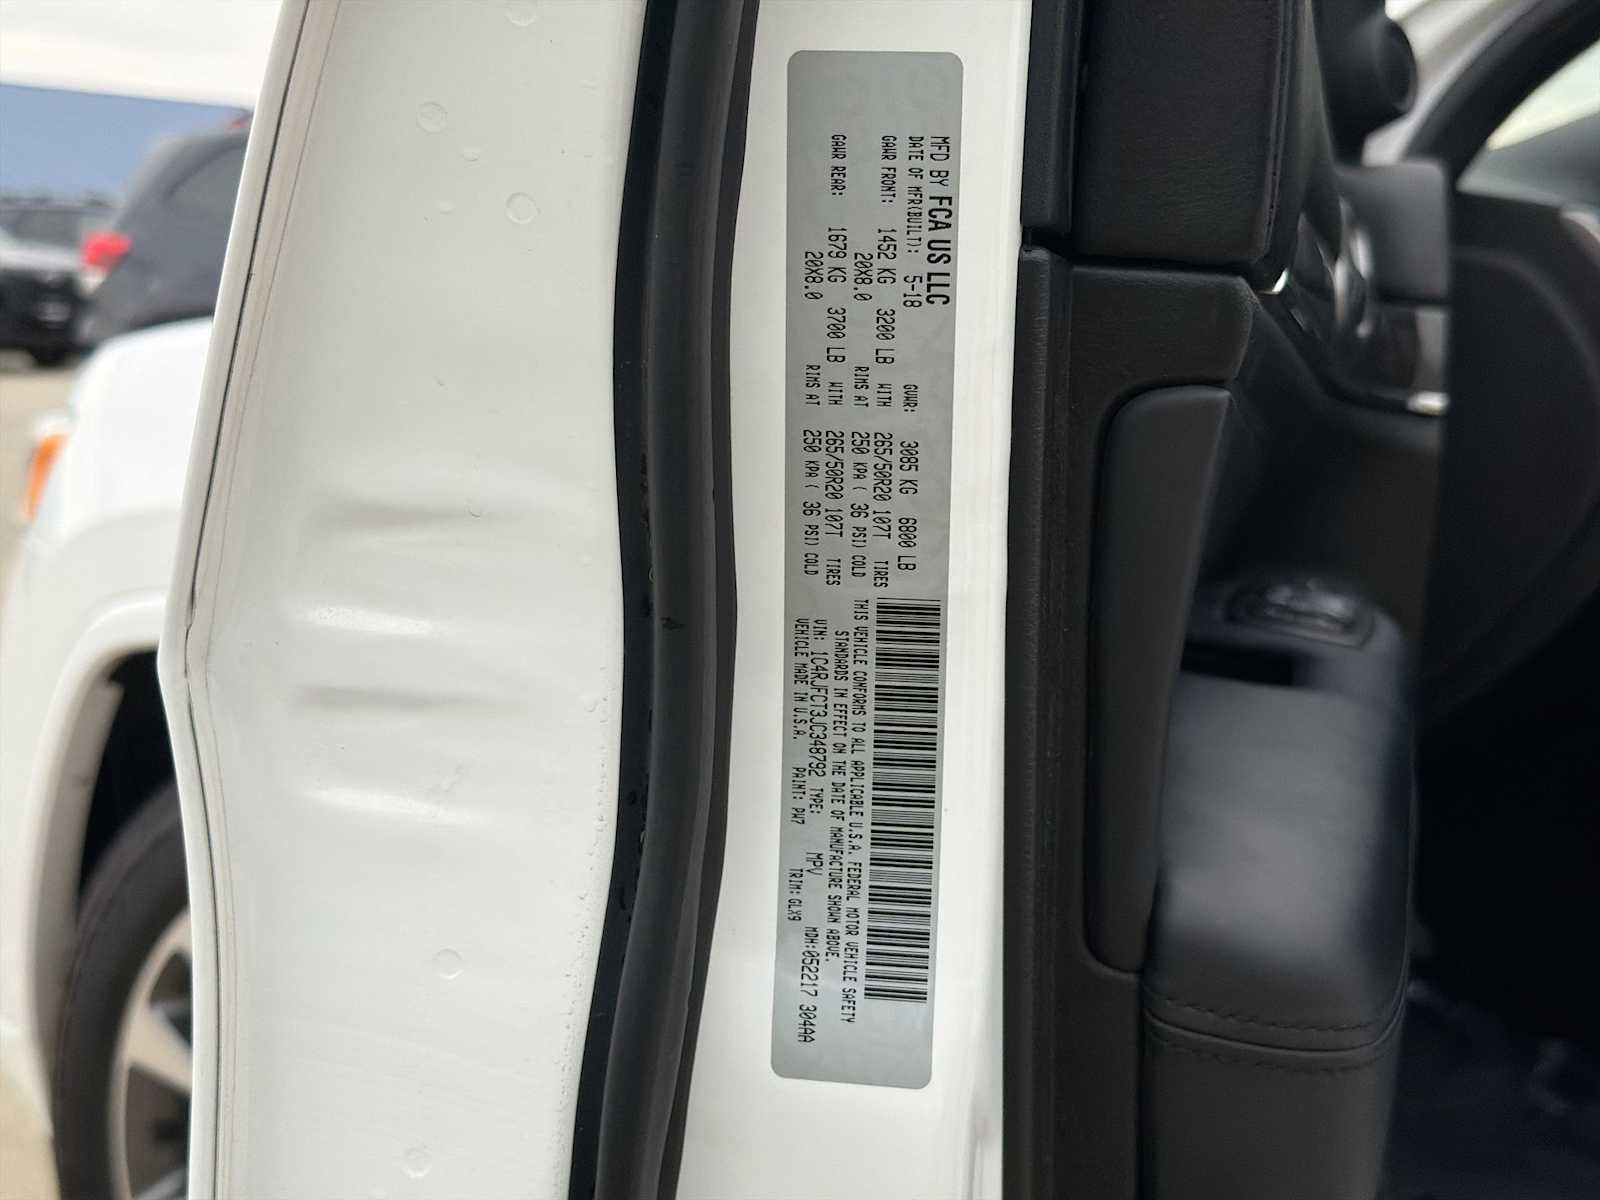 MFD BY FCA US LLC
DATE OF MFR(BUILT): 5-18 GVWR: 3085 KG 6800 LB
GAWR FRONT: 1452 KG 3200 LB WITH 265/50R20 107T TIRES
20X8.0 RIMS AT 250 KPA ( 36 PSI) COLD
GAWR REAR: 1679 KG 3700 LB WITH 265/50R20 107T TIRES
20X8.0 RIMS AT 250 KPA ( 36 PSI) COLD
THIS VEHICLE CONFORMS TO ALL APPLICABLE U.S.A. FEDERAL MOTOR VEHICLE SAFETY
STANDARDS IN EFFECT ON THE DATE OF MANUFACTURE SHOWN ABOVE.
VIN: 1C4RJFCT3JC348792 TYPE: MPV MDH:052217 304AA
VEHICLE MADE IN U.S.A. PAINT: PW7 TRIM: GLX9